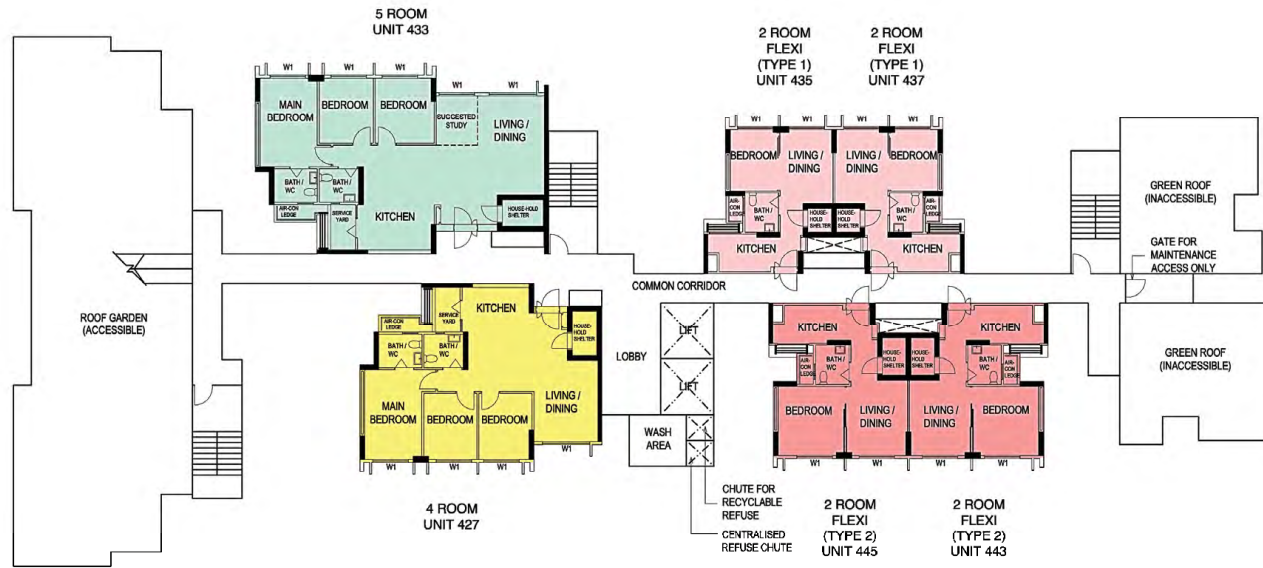 5 ROOM
UNIT 433
2 ROOM
FLEXI
(TYPE 1)
UNIT 435
2 ROOM
FLEXI
(TYPE 1)
UNIT 437
W1
W1
W1
W1
W1
MAIN
BEDROOM
BEDROOM
BEDROOM
SUGGESTED
STUDY
LIVING /
DINING
BATH /
WC
BATH /
WC
AIR-CON
LEDGE
SERVICE
YARD
KITCHEN
HOUSE-HOLD
SHELTER
W1
W1
W1
W1
BEDROOM
LIVING /
DINING
LIVING /
DINING
BEDROOM
AIR-
CON
LEDGE
BATH /
WC
HOUSE-
HOLD
SHELTER
HOUSE-
HOLD
SHELTER
BATH /
WC
AIR-
CON
LEDGE
KITCHEN
KITCHEN
GREEN ROOF
(INACCESSIBLE)
GATE FOR
MAINTENANCE
ACCESS ONLY
COMMON CORRIDOR
ROOF GARDEN
(ACCESSIBLE)
AIR-CON
LEDGE
SERVICE
YARD
KITCHEN
HOUSE-
HOLD
SHELTER
BATH /
WC
BATH /
WC
MAIN
BEDROOM
BEDROOM
BEDROOM
LIVING /
DINING
W1
W1
W1
W1
LOBBY
LIFT
LIFT
WASH
AREA
KITCHEN
KITCHEN
AIR-
CON
LEDGE
BATH /
WC
HOUSE-
HOLD
SHELTER
HOUSE-
HOLD
SHELTER
BATH /
WC
AIR-
CON
LEDGE
BEDROOM
LIVING /
DINING
LIVING /
DINING
BEDROOM
W1
W1
W1
W1
GREEN ROOF
(INACCESSIBLE)
4 ROOM
UNIT 427
CHUTE FOR
RECYCLABLE
REFUSE
CENTRALISED
REFUSE CHUTE
2 ROOM
FLEXI
(TYPE 2)
UNIT 445
2 ROOM
FLEXI
(TYPE 2)
UNIT 443